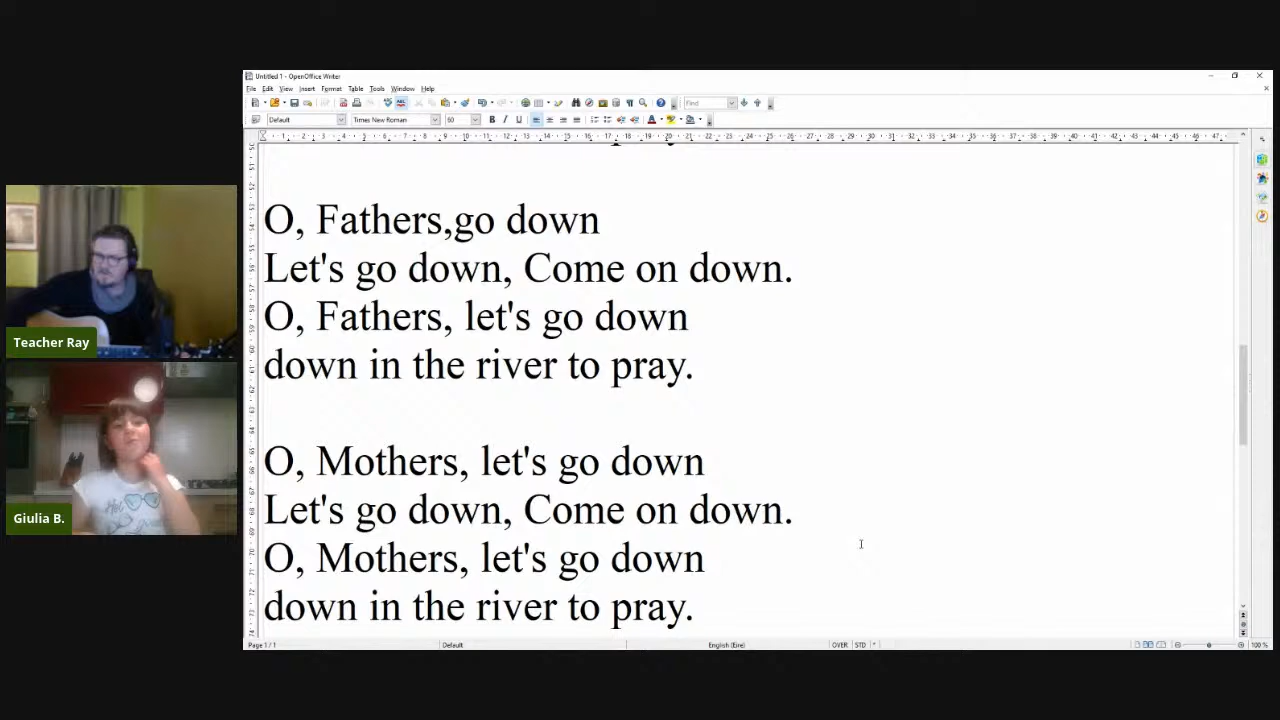 Untitled 1 - OpenOffice Writer
File Edit View Insert Format Table Tools Window Help
Find
Default Times New Roman 60
O, Fathers,go down
Let's go down, Come on down.
O, Fathers, let's go down
down in the river to pray.
O, Mothers, let's go down
Let's go down, Come on down.
O, Mothers, let's go down
down in the river to pray.
Teacher Ray
Giulia B.
Page 1 / 1 Default English (Eire) OVER STD * 100 %